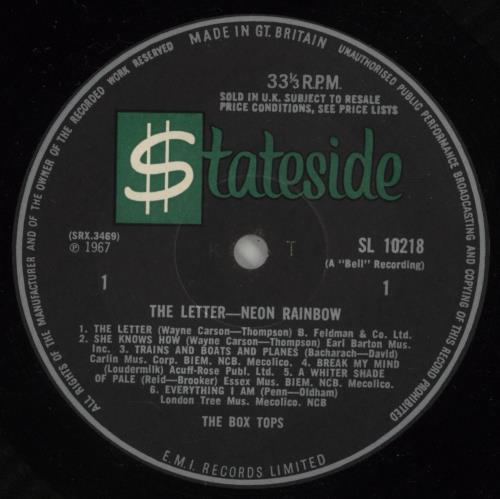 MADE IN GT. BRITAIN
UNAUTHORISED PUBLIC PERFORMANCE BROADCASTING AND COPYING OF THIS RECORD PROHIBITED
ALL RIGHTS OF THE MANUFACTURER AND OF THE OWNER OF THE RECORDED WORK RESERVED
33⅓ R.P.M.
SOLD IN U.K. SUBJECT TO RESALE
PRICE CONDITIONS, SEE PRICE LISTS
$tateside
(SRX.3469)
℗ 1967
SL 10218
(A "Bell" Recording)
K T
1
1
THE LETTER—NEON RAINBOW
1. THE LETTER (Wayne Carson—Thompson) B. Feldman & Co. Ltd.
2. SHE KNOWS HOW (Wayne Carson—Thompson) Earl Barton Mus.
Inc. 3. TRAINS AND BOATS AND PLANES (Bacharach—David)
Carlin Mus. Corp. BIEM. NCB. Mecolico. 4. BREAK MY MIND
(Loudermilk) Acuff-Rose Publ. Ltd. 5. A WHITER SHADE
OF PALE (Reid—Brooker) Essex Mus. BIEM. NCB. Mecolico.
6. EVERYTHING I AM (Penn—Oldham)
London Tree Mus. Mecolico. NCB
THE BOX TOPS
E.M.I. RECORDS LIMITED